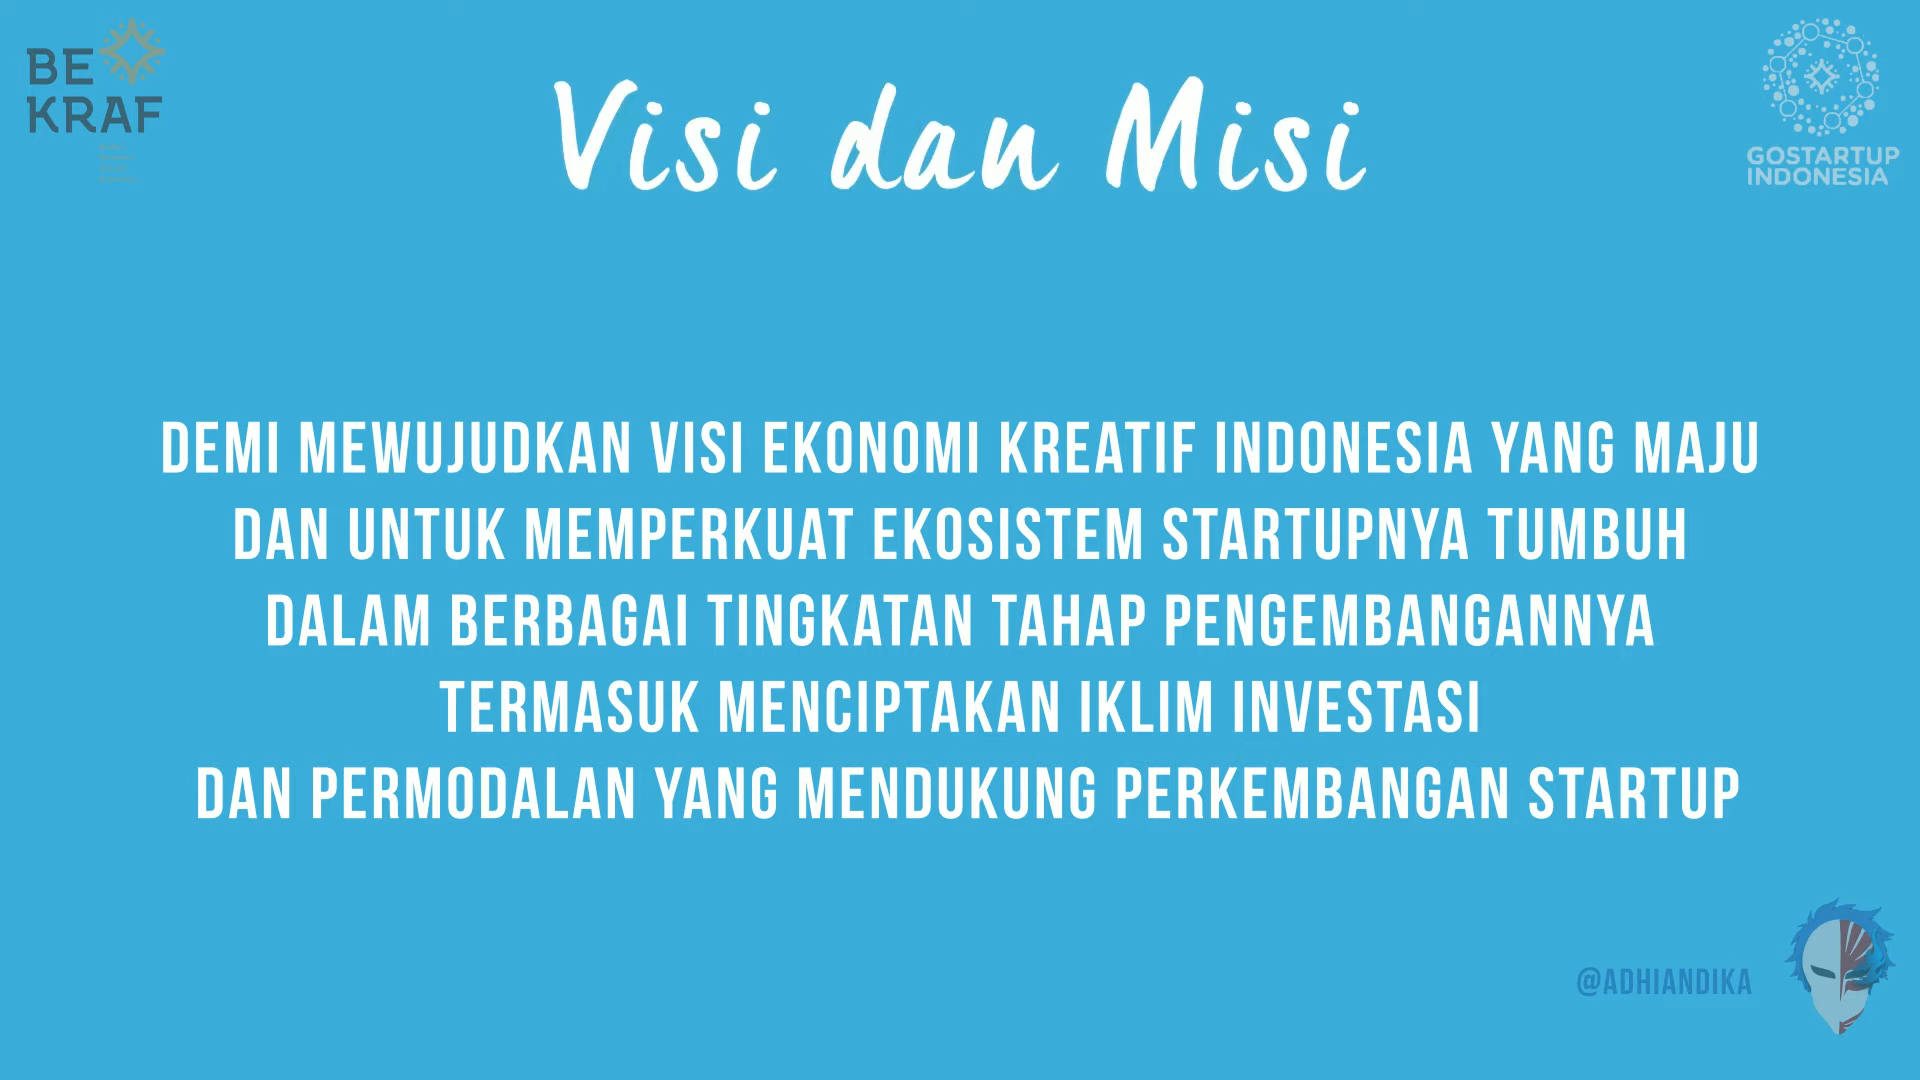 BE
KRAF
Visi dan Misi
GOSTARTUP
INDONESIA
DEMI MEWUJUDKAN VISI EKONOMI KREATIF INDONESIA YANG MAJU
DAN UNTUK MEMPERKUAT EKOSISTEM STARTUPNYA TUMBUH
DALAM BERBAGAI TINGKATAN TAHAP PENGEMBANGANNYA
TERMASUK MENCIPTAKAN IKLIM INVESTASI
DAN PERMODALAN YANG MENDUKUNG PERKEMBANGAN STARTUP
@ADHIANDIKA